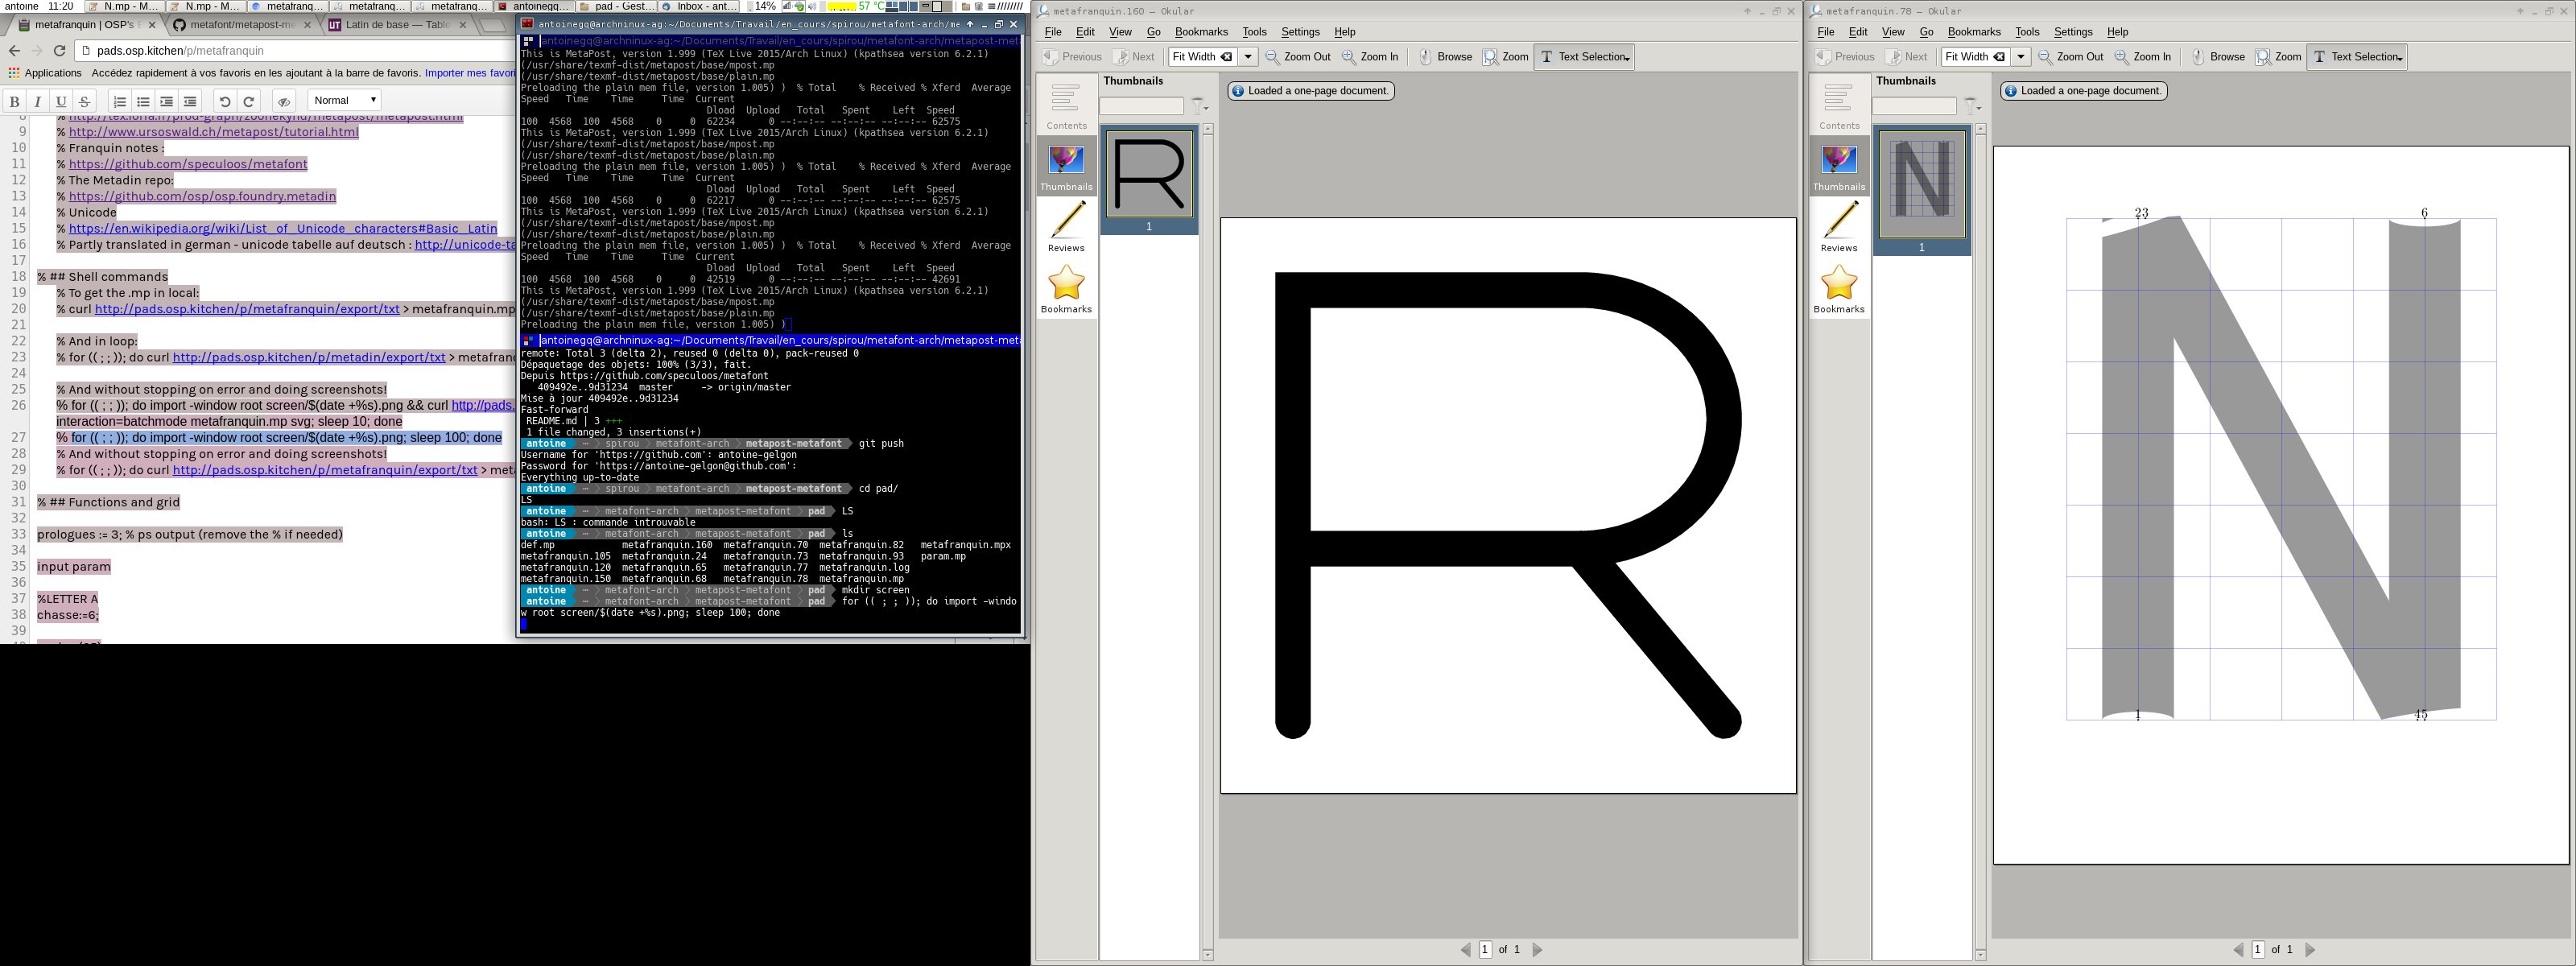 antoine 11:20 N.mp - M... N.mp - M... metafranq... metafranq... metafranq... antoinegq... pad - Gest... Inbox - ant... 14% 57 °C
metafranquin | OSP's
metafont/metapost-me
Latin de base — Table
pads.osp.kitchen/p/metafranquin
Applications Accédez rapidement à vos favoris en les ajoutant à la barre de favoris. Importer mes favori
B I U S Normal
9 % http://www.ursoswald.ch/metapost/tutorial.html
10 % Franquin notes :
11 % https://github.com/speculoos/metafont
12 % The Metadin repo:
13 % https://github.com/osp/osp.foundry.metadin
14 % Unicode
15 % https://en.wikipedia.org/wiki/List_of_Unicode_characters#Basic_Latin
16 % Partly translated in german - unicode tabelle auf deutsch : http://unicode-ta
17
18 % ## Shell commands
19 % To get the .mp in local:
20 % curl http://pads.osp.kitchen/p/metafranquin/export/txt > metafranquin.mp
21
22 % And in loop:
23 % for (( ; ; )); do curl http://pads.osp.kitchen/p/metadin/export/txt > metafran
24
25 % And without stopping on error and doing screenshots!
26 % for (( ; ; )); do import -window root screen/$(date +%s).png && curl http://pads.
interaction=batchmode metafranquin.mp svg; sleep 10; done
27 % for (( ; ; )); do import -window root screen/$(date +%s).png; sleep 100; done
28 % And without stopping on error and doing screenshots!
29 % for (( ; ; )); do curl http://pads.osp.kitchen/p/metafranquin/export/txt > meta
30
31 % ## Functions and grid
32
33 prologues := 3; % ps output (remove the % if needed)
34
35 input param
36
37 %LETTER A
38 chasse:=6;
39
antoinegq@archninux-ag:~/Documents/Travail/en_cours/spirou/metafont-arch/me
antoinegq@archninux-ag:~/Documents/Travail/en_cours/spirou/metafont-arch/metapost-meta
This is MetaPost, version 1.999 (TeX Live 2015/Arch Linux) (kpathsea version 6.2.1)
(/usr/share/texmf-dist/metapost/base/mpost.mp
(/usr/share/texmf-dist/metapost/base/plain.mp
Preloading the plain mem file, version 1.005) ) % Total % Received % Xferd Average
Speed Time Time Time Current
Dload Upload Total Spent Left Speed
100 4568 100 4568 0 0 62234 0 --:--:-- --:--:-- --:--:-- 62575
This is MetaPost, version 1.999 (TeX Live 2015/Arch Linux) (kpathsea version 6.2.1)
(/usr/share/texmf-dist/metapost/base/mpost.mp
(/usr/share/texmf-dist/metapost/base/plain.mp
Preloading the plain mem file, version 1.005) ) % Total % Received % Xferd Average
Speed Time Time Time Current
Dload Upload Total Spent Left Speed
100 4568 100 4568 0 0 62217 0 --:--:-- --:--:-- --:--:-- 62575
This is MetaPost, version 1.999 (TeX Live 2015/Arch Linux) (kpathsea version 6.2.1)
(/usr/share/texmf-dist/metapost/base/mpost.mp
(/usr/share/texmf-dist/metapost/base/plain.mp
Preloading the plain mem file, version 1.005) ) % Total % Received % Xferd Average
Speed Time Time Time Current
Dload Upload Total Spent Left Speed
100 4568 100 4568 0 0 42519 0 --:--:-- --:--:-- --:--:-- 42691
This is MetaPost, version 1.999 (TeX Live 2015/Arch Linux) (kpathsea version 6.2.1)
(/usr/share/texmf-dist/metapost/base/mpost.mp
(/usr/share/texmf-dist/metapost/base/plain.mp
Preloading the plain mem file, version 1.005) )
antoinegq@archninux-ag:~/Documents/Travail/en_cours/spirou/metafont-arch/metapost-meta
remote: Total 3 (delta 2), reused 0 (delta 0), pack-reused 0
Dépaquetage des objets: 100% (3/3), fait.
Depuis https://github.com/speculoos/metafont
409492e..9d31234 master -> origin/master
Mise à jour 409492e..9d31234
Fast-forward
README.md | 3 +++
1 file changed, 3 insertions(+)
antoine ⋯ spirou metafont-arch metapost-metafont git push
Username for 'https://github.com': antoine-gelgon
Password for 'https://antoine-gelgon@github.com':
Everything up-to-date
antoine ⋯ spirou metafont-arch metapost-metafont cd pad/
LS
antoine ⋯ metafont-arch metapost-metafont pad LS
bash: LS : commande introuvable
antoine ⋯ metafont-arch metapost-metafont pad ls
def.mp metafranquin.160 metafranquin.70 metafranquin.82 metafranquin.mpx
metafranquin.105 metafranquin.24 metafranquin.73 metafranquin.93 param.mp
metafranquin.120 metafranquin.65 metafranquin.77 metafranquin.log
metafranquin.150 metafranquin.68 metafranquin.78 metafranquin.mp
antoine ⋯ metafont-arch metapost-metafont pad mkdir screen
antoine ⋯ metafont-arch metapost-metafont pad for (( ; ; )); do import -windo
w root screen/$(date +%s).png; sleep 100; done
metafranquin.160 — Okular
File Edit View Go Bookmarks Tools Settings Help
Previous Next Fit Width Zoom Out Zoom In Browse Zoom Text Selection
Contents
Thumbnails
Reviews
Bookmarks
Thumbnails
R
1
Loaded a one-page document.
R
1 of 1
metafranquin.78 — Okular
File Edit View Go Bookmarks Tools Settings Help
Previous Next Fit Width Zoom Out Zoom In Browse Zoom Text Selection
Contents
Thumbnails
Reviews
Bookmarks
Thumbnails
N
1
Loaded a one-page document.
23 6
N
1 45
1 of 1